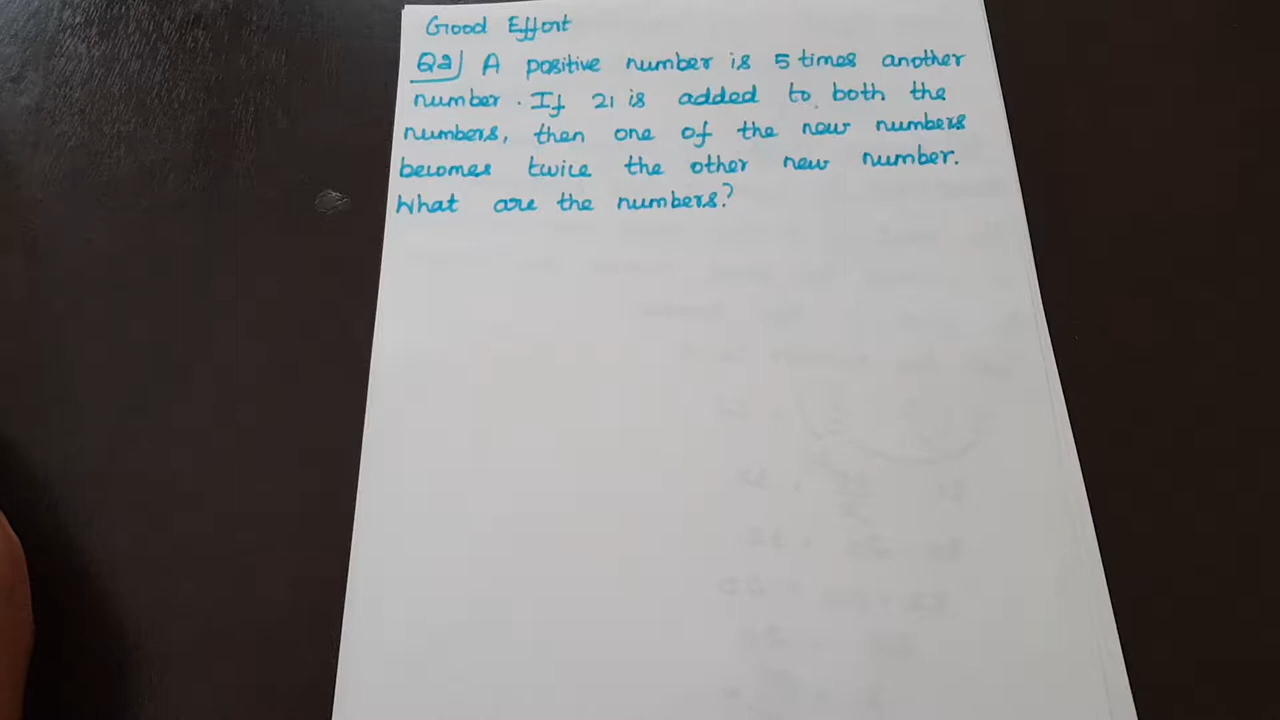 Good Effort
Q2) A positive number is 5 times another
number. If 21 is added to both the
numbers, then one of the new numbers
becomes twice the other new number.
What are the numbers?